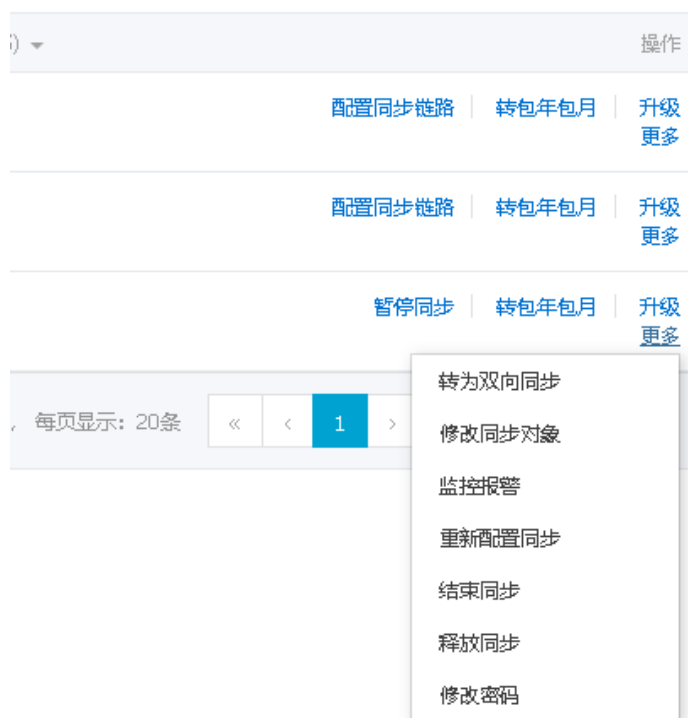 ) 操作
配置同步链路 转包年包月 升级
更多
配置同步链路 转包年包月 升级
更多
暂停同步 转包年包月 升级
更多
转为双向同步
, 每页显示：20条 « < 1 >
修改同步对象
监控报警
重新配置同步
结束同步
释放同步
修改密码